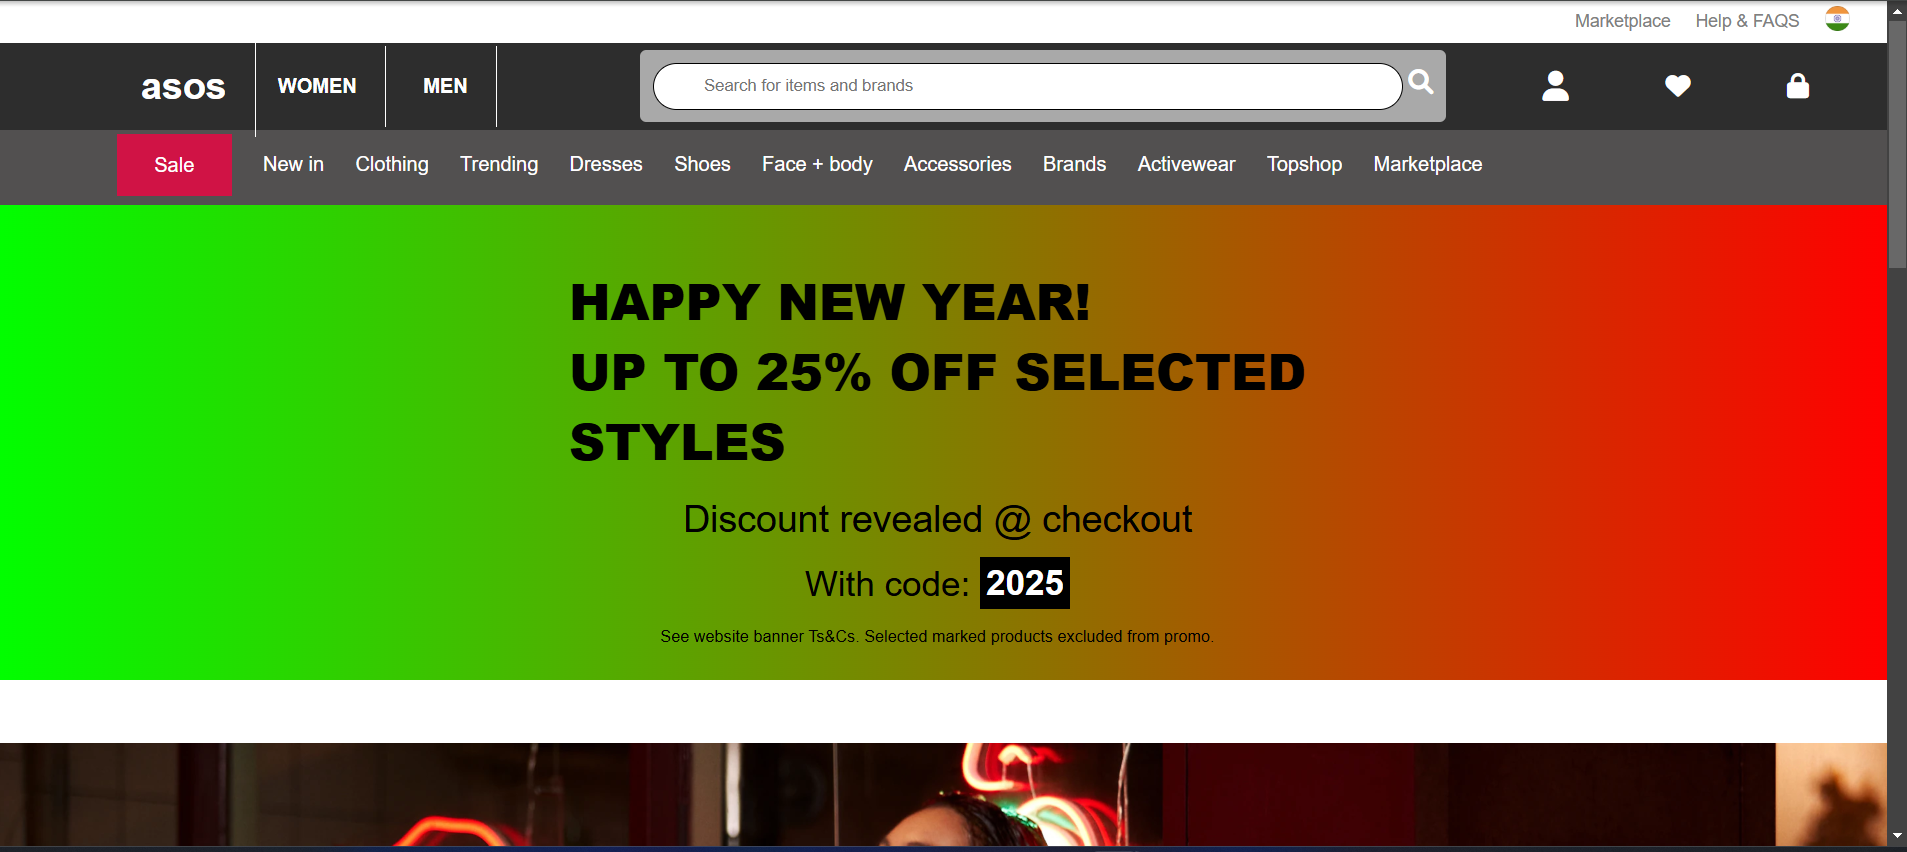 Marketplace Help & FAQS
asos WOMEN MEN Search for items and brands
Sale New in Clothing Trending Dresses Shoes Face + body Accessories Brands Activewear Topshop Marketplace
HAPPY NEW YEAR!
UP TO 25% OFF SELECTED
STYLES
Discount revealed @ checkout
With code: 2025
See website banner Ts&Cs. Selected marked products excluded from promo.